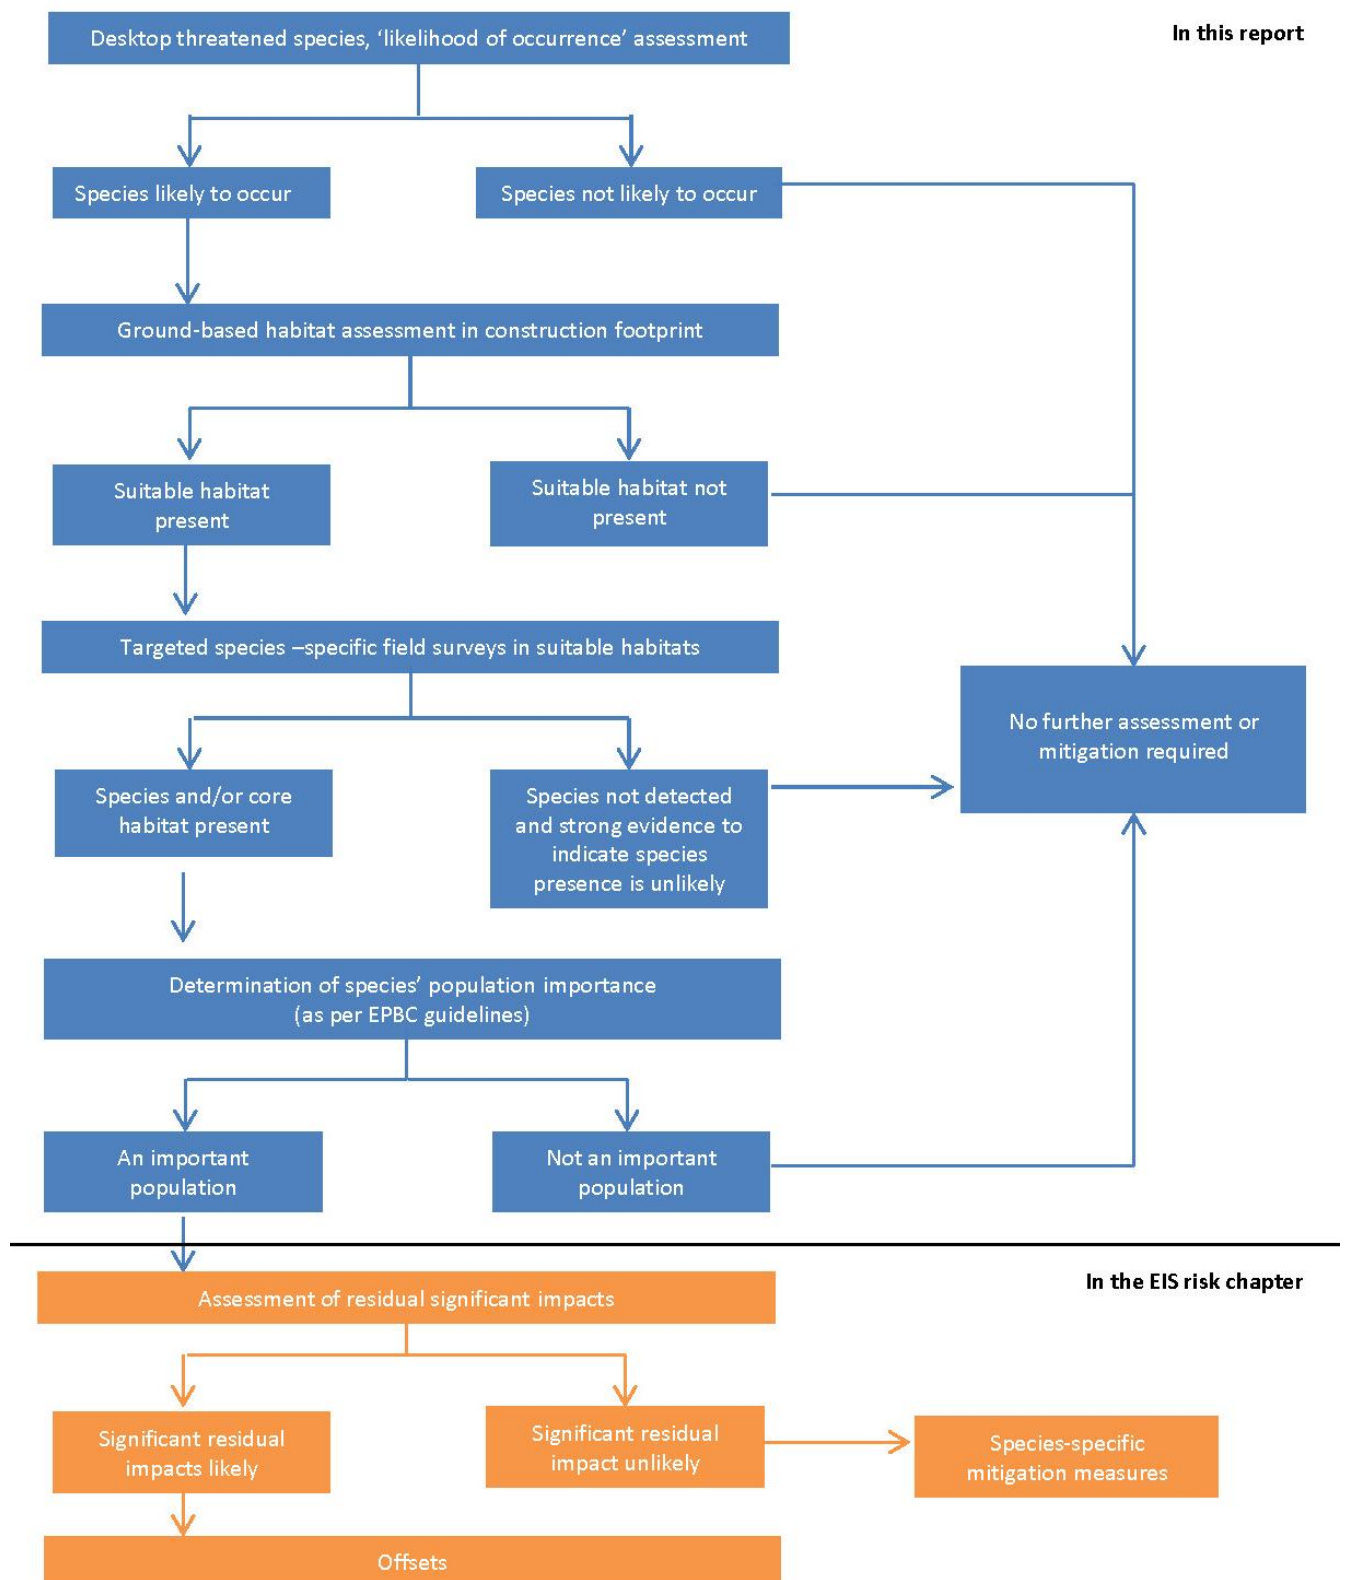 Desktop threatened species, ‘likelihood of occurrence’ assessment
In this report
Species likely to occur
Species not likely to occur
Ground-based habitat assessment in construction footprint
Suitable habitat
present
Suitable habitat not
present
Targeted species –specific field surveys in suitable habitats
No further assessment or
mitigation required
Species and/or core
habitat present
Species not detected
and strong evidence to
indicate species
presence is unlikely
Determination of species’ population importance
(as per EPBC guidelines)
An important
population
Not an important
population
In the EIS risk chapter
Assessment of residual significant impacts
Significant residual
impacts likely
Significant residual
impact unlikely
Species-specific
mitigation measures
Offsets